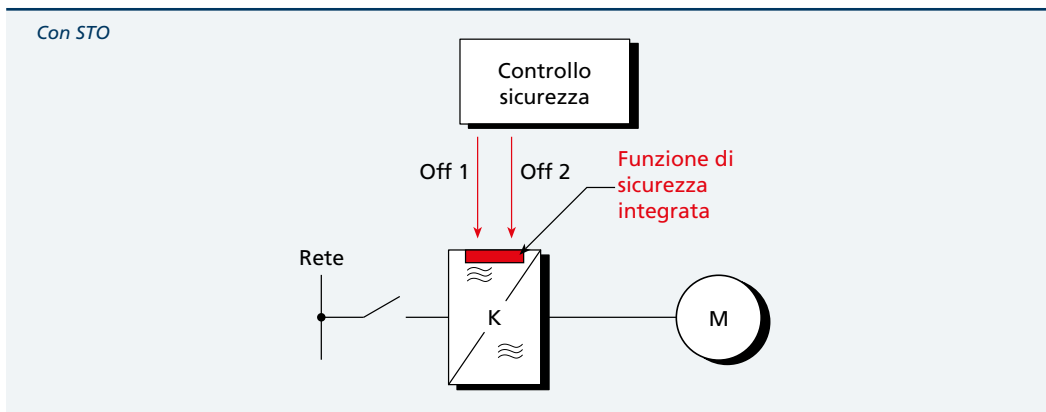 Con STO
Controllo
sicurezza
Off 1
Off 2
Funzione di
sicurezza
integrata
Rete
K
M